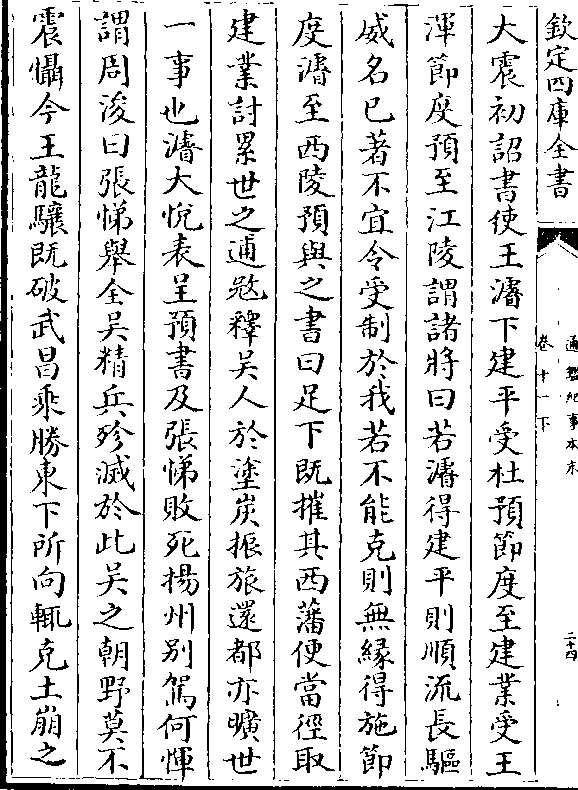 欽定四庫全書
通鑑紀事本末
卷十一下
二十四
大震初詔書使王濬下建平受杜預節度至建業受王
渾節度預至江陵謂諸將曰若濬得建平則順流長驅
威名已著不宜令受制於我若不能克則無縁得施節
度濬至西陵預與之書曰足下既摧其西藩便當徑取
建業討累世之逋寇釋吳人於塗炭振旅還都亦曠世
一事也濬大悅表呈預書及張悌敗死揚州别駕何惲
謂周浚曰張悌舉全吳精兵殄滅於此吳之朝野莫不
震懾今王龍驤既破武昌乘勝東下所向輒克土崩之